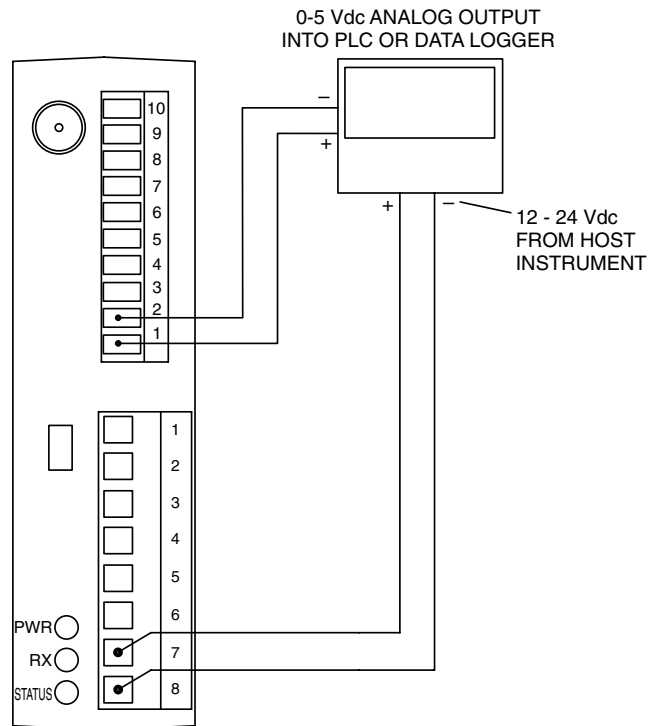 0-5 Vdc ANALOG OUTPUT
INTO PLC OR DATA LOGGER
10
9
8
7
6
5
4
3
2
1
–
+
+
–
12 - 24 Vdc
FROM HOST
INSTRUMENT
1
2
3
4
5
6
7
8
PWR
RX
STATUS